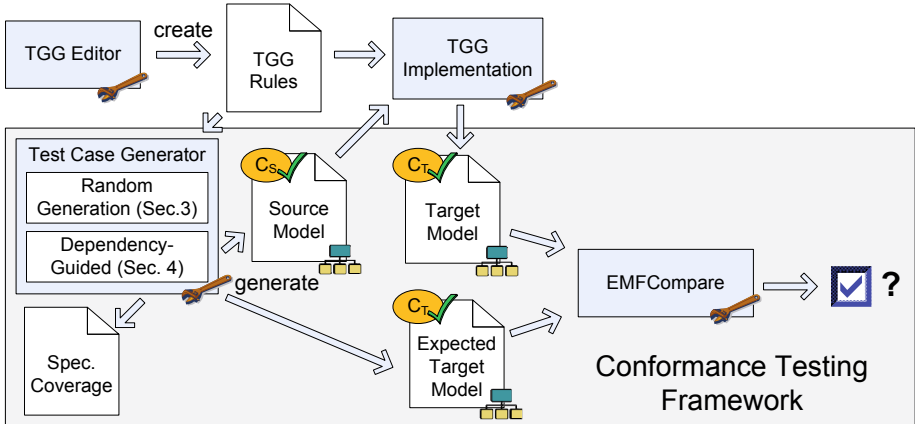 TGG Editor
create
TGG
Rules
TGG
Implementation
Test Case Generator
Random
Generation (Sec.3)
Dependency-
Guided (Sec. 4)
CS
Source
Model
CT
Target
Model
generate
EMFCompare
?
Spec.
Coverage
CT
Expected
Target
Model
Conformance Testing
Framework